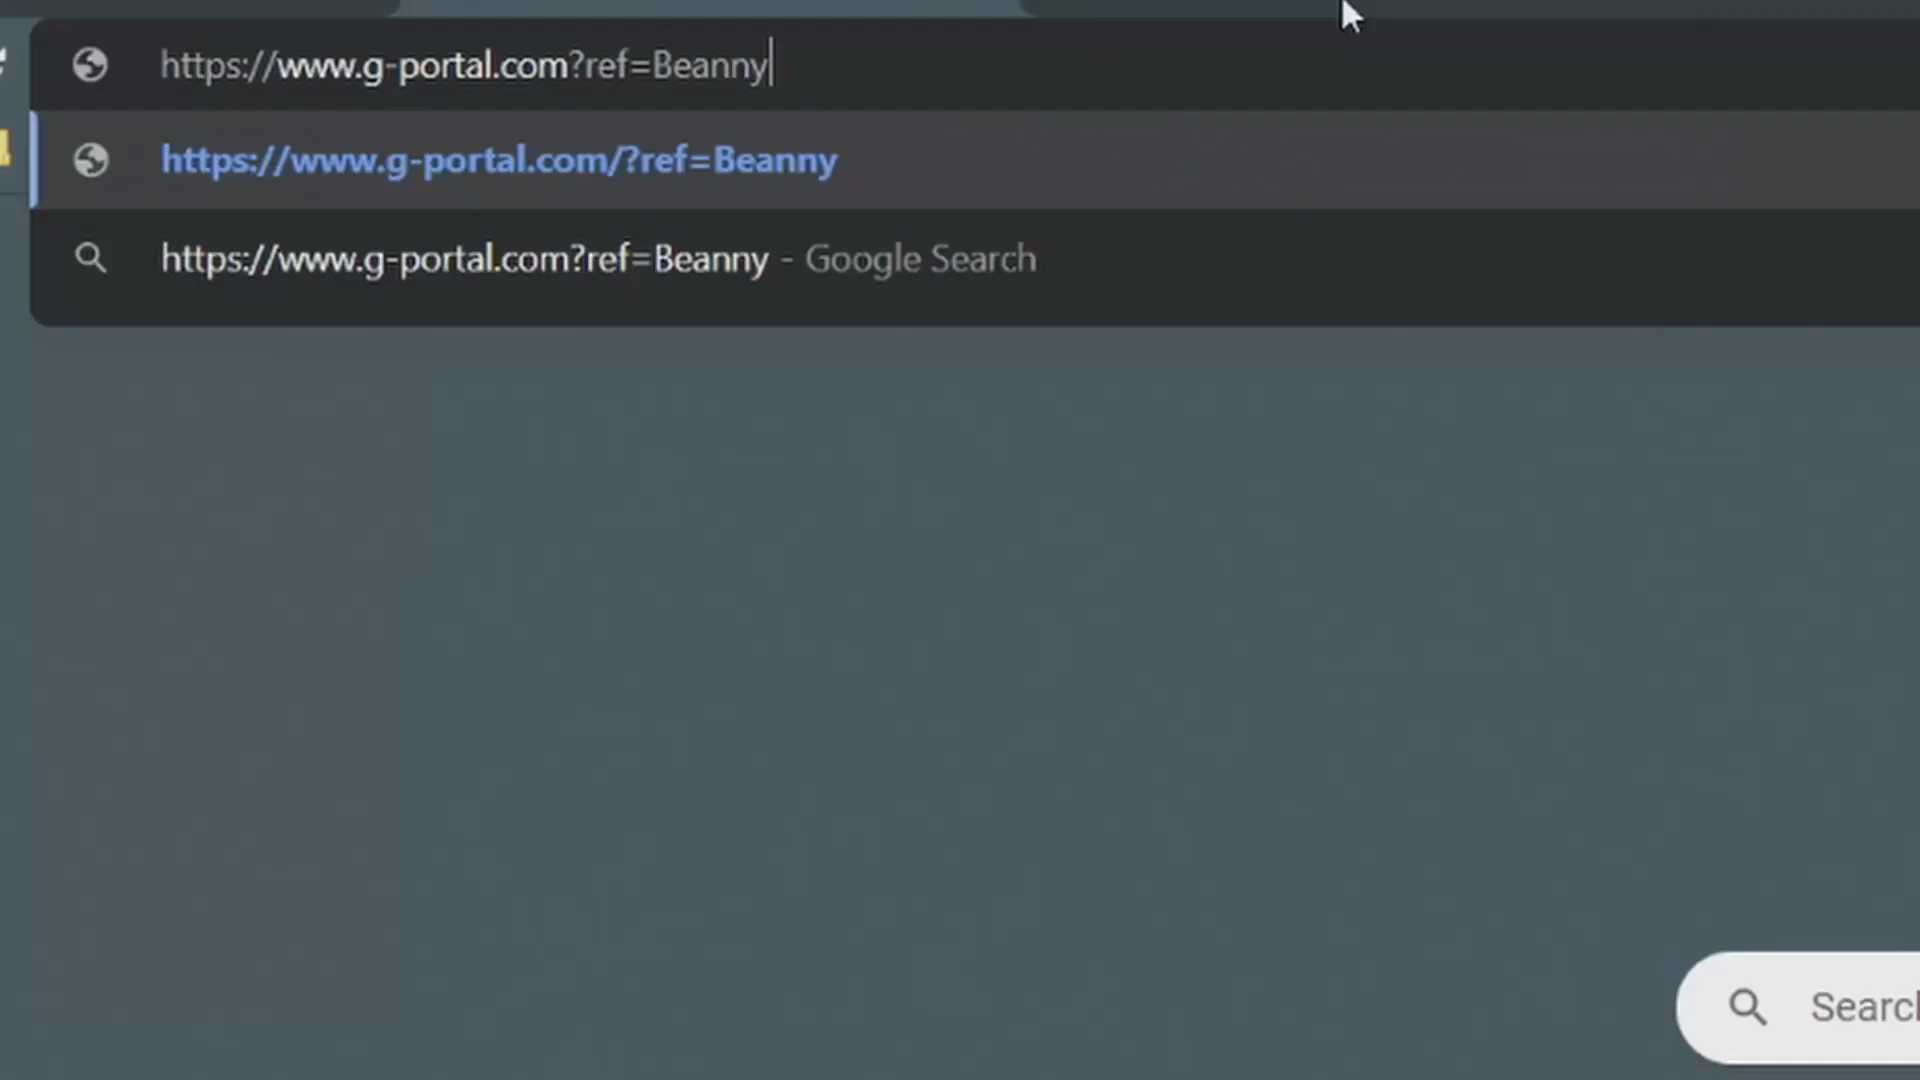 https://www.g-portal.com?ref=Beanny
https://www.g-portal.com/?ref=Beanny
https://www.g-portal.com?ref=Beanny - Google Search